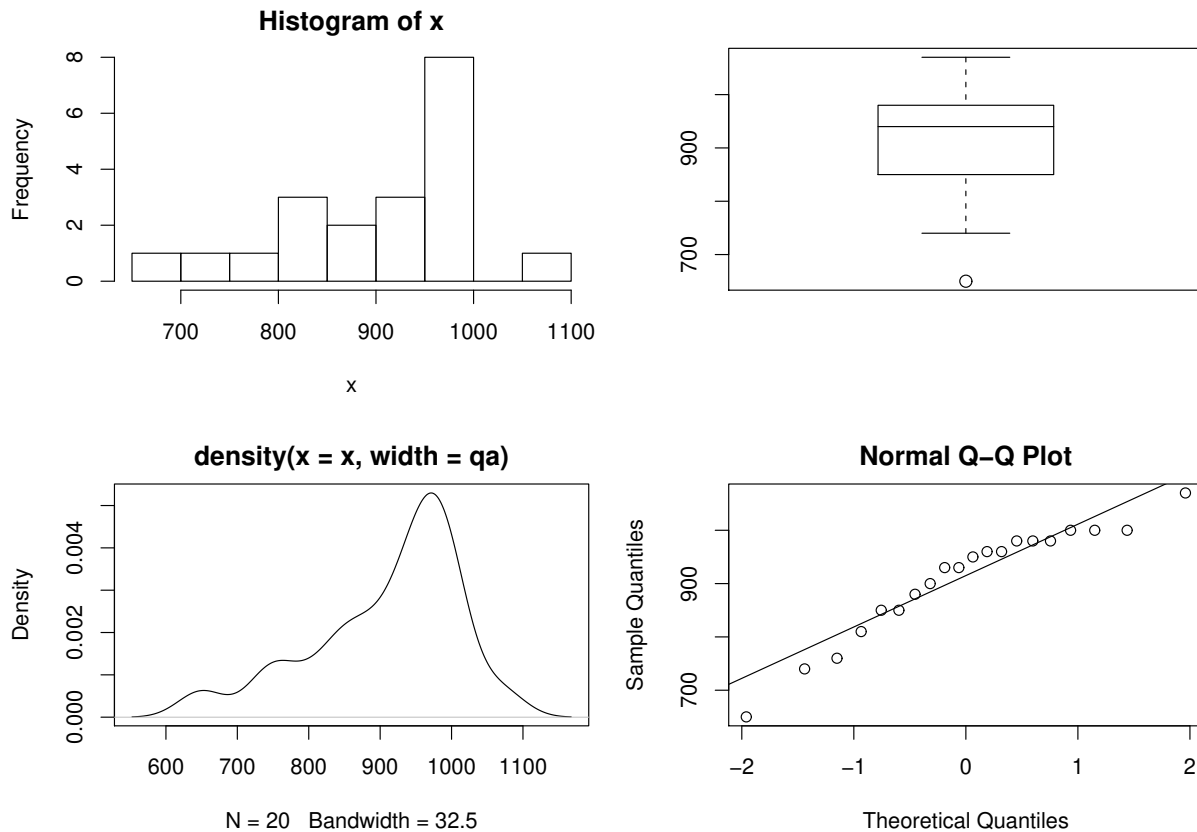 Histogram of x
Frequency
0 2 4 6 8
700 800 900 1000 1100
x
700 900
density(x = x, width = qa)
Density
0.000 0.002 0.004
600 700 800 900 1000 1100
N = 20 Bandwidth = 32.5
Normal Q−Q Plot
Sample Quantiles
700 900
−2 −1 0 1 2
Theoretical Quantiles